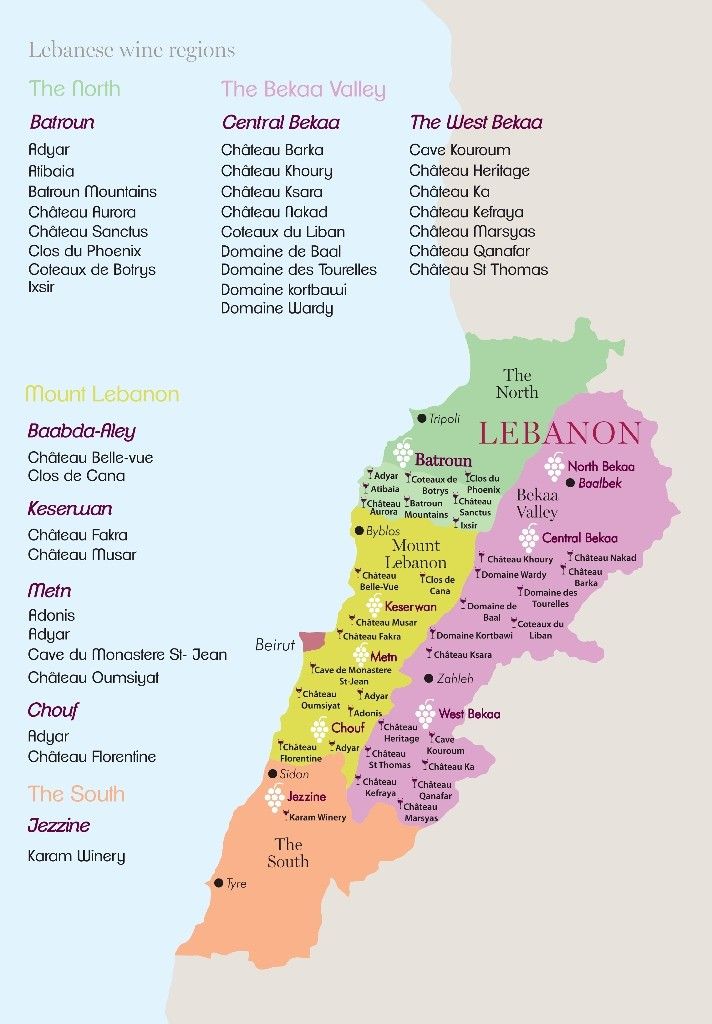 Lebanese wine regions
The North
Batroun
Adyar
Atibaia
Batroun Mountains
Château Aurora
Château Sanctus
Clos du Phoenix
Coteaux de Botrys
Ixsir
The Bekaa Valley
Central Bekaa
Château Barka
Château Khoury
Château Ksara
Château Nakad
Coteaux du Liban
Domaine de Baal
Domaine des Tourelles
Domaine kortbawi
Domaine Wardy
The West Bekaa
Cave Kouroum
Château Heritage
Château Ka
Château Kefraya
Château Marsyas
Château Qanafar
Château St Thomas
Mount Lebanon
Baabda-Aley
Château Belle-vue
Clos de Cana
Keserwan
Château Fakra
Château Musar
Metn
Adonis
Adyar
Cave du Monastere St- Jean
Château Oumsiyat
Chouf
Adyar
Château Florentine
The South
Jezzine
Karam Winery
The
North
Tripoli
LEBANON
Batroun
Adyar
Atibaia
Château
Aurora
Coteaux de
Botrys
Batroun
Mountains
Clos du
Phoenix
Château
Sanctus
Ixsir
North Bekaa
Baalbek
Bekaa
Valley
Central Bekaa
Château Khoury
Château Nakad
Domaine Wardy
Château
Barka
Domaine des
Tourelles
Domaine de
Baal
Coteaux du
Liban
Domaine Kortbawi
Château Ksara
Zahleh
Byblos
Mount
Lebanon
Château
Belle-Vue
Clos de
Cana
Keserwan
Château Musar
Château Fakra
Beirut
Metn
Cave de Monastere
St-Jean
Château
Oumsiyat
Adyar
Adonis
Chouf
Château
Florentine
Adyar
West Bekaa
Château
Heritage
Cave
Kouroum
Château
St Thomas
Château Ka
Château
Kefraya
Château
Qanafar
Château
Marsyas
Sidon
Jezzine
Karam Winery
The
South
Tyre